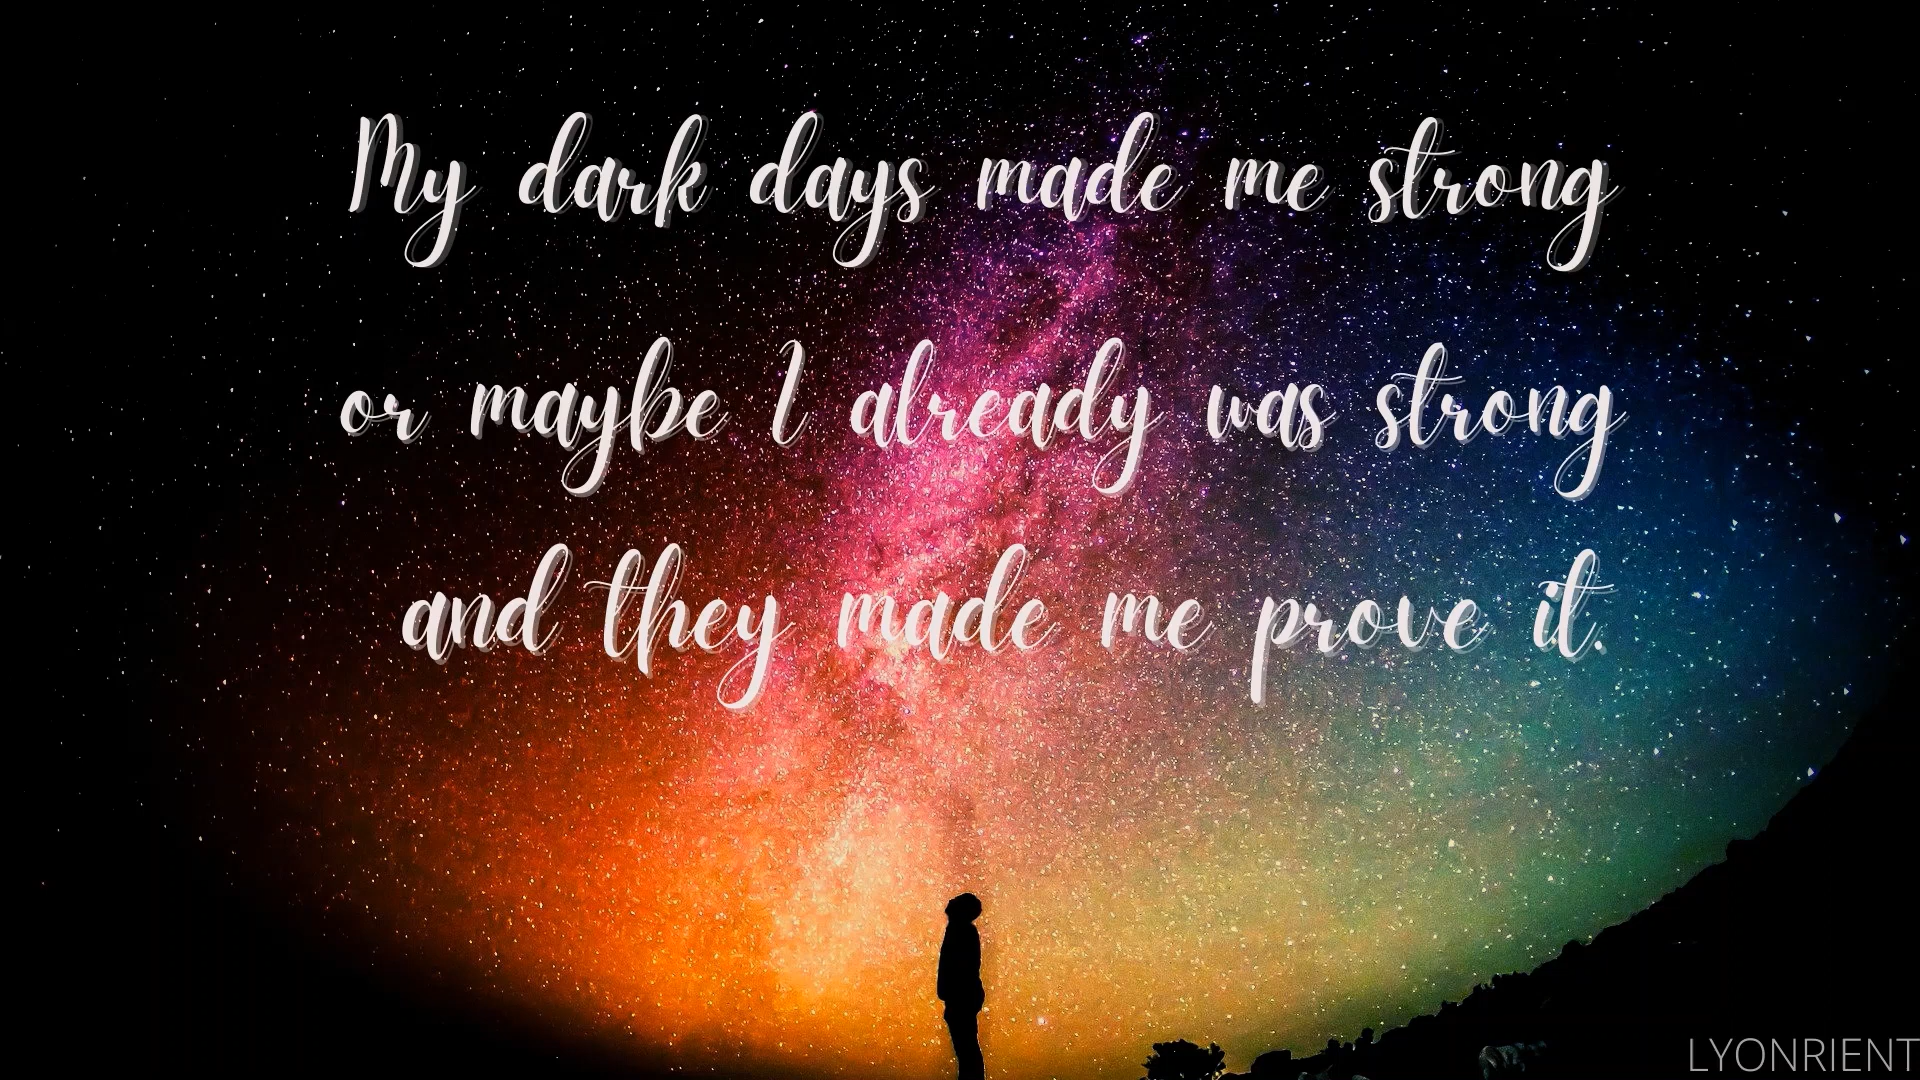 My dark days made me strong
or maybe I already was strong
and they made me prove it.
LYONRIENT